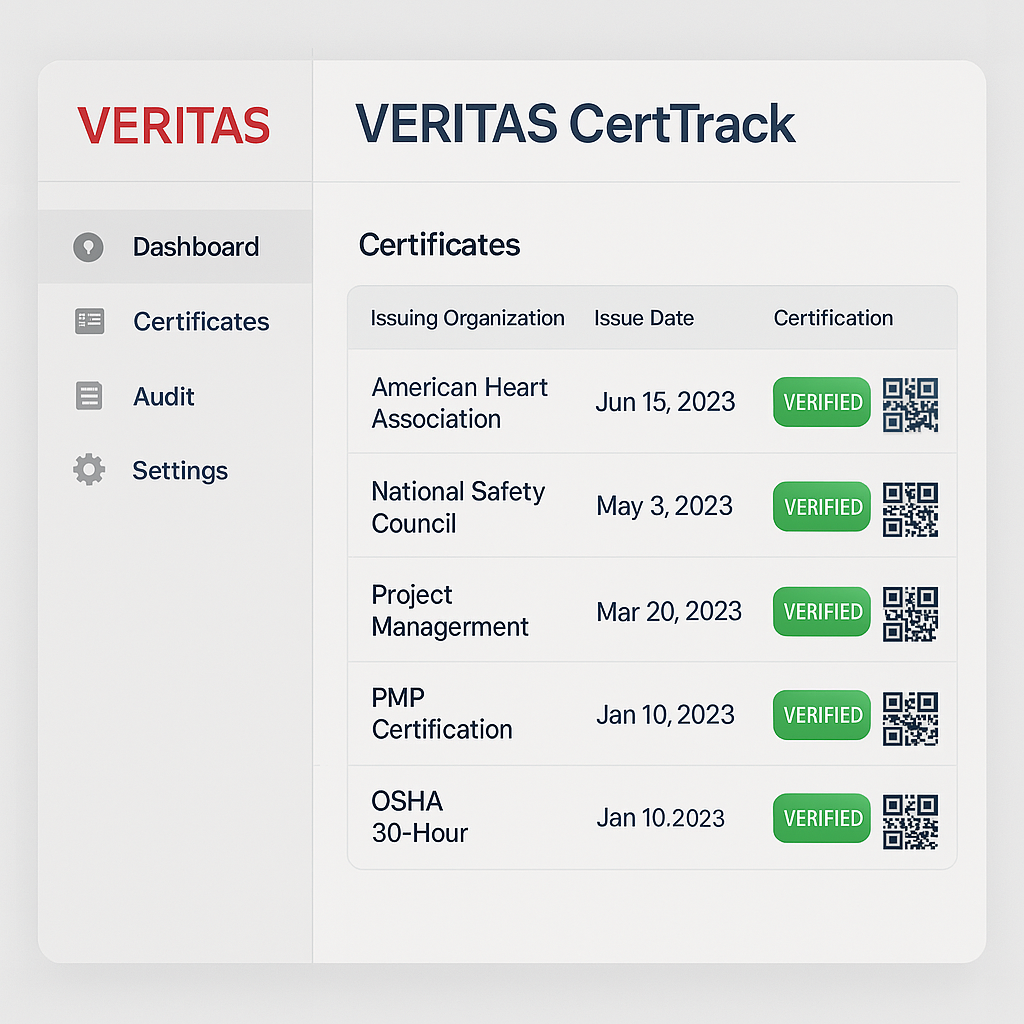 VERITAS
VERITAS CertTrack
Dashboard
Certificates
Audit
Settings
Certificates
Issuing Organization Issue Date Certification
American Heart
Association
Jun 15, 2023 VERIFIED
National Safety
Council
May 3, 2023 VERIFIED
Project
Managerment
Mar 20, 2023 VERIFIED
PMP
Certification
Jan 10, 2023 VERIFIED
OSHA
30-Hour
Jan 10.2023 VERIFIED